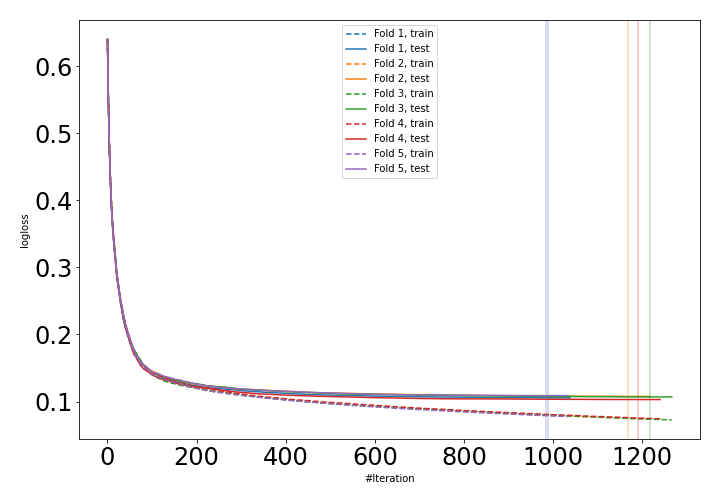 Fold 1, train
Fold 1, test
Fold 2, train
Fold 2, test
Fold 3, train
Fold 3, test
Fold 4, train
Fold 4, test
Fold 5, train
Fold 5, test
0.6
0.5
0.4
0.3
0.2
0.1
logloss
0 200 400 600 800 1000 1200
#Iteration